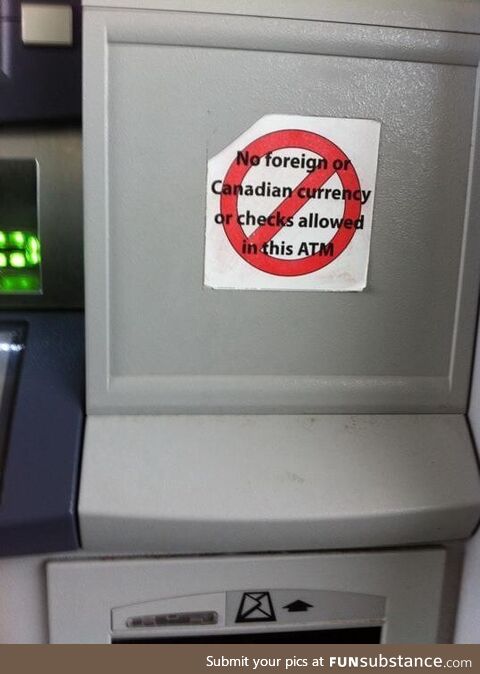 No foreign or
Canadian currency
or checks allowed
in this ATM
Submit your pics at FUNsubstance.com